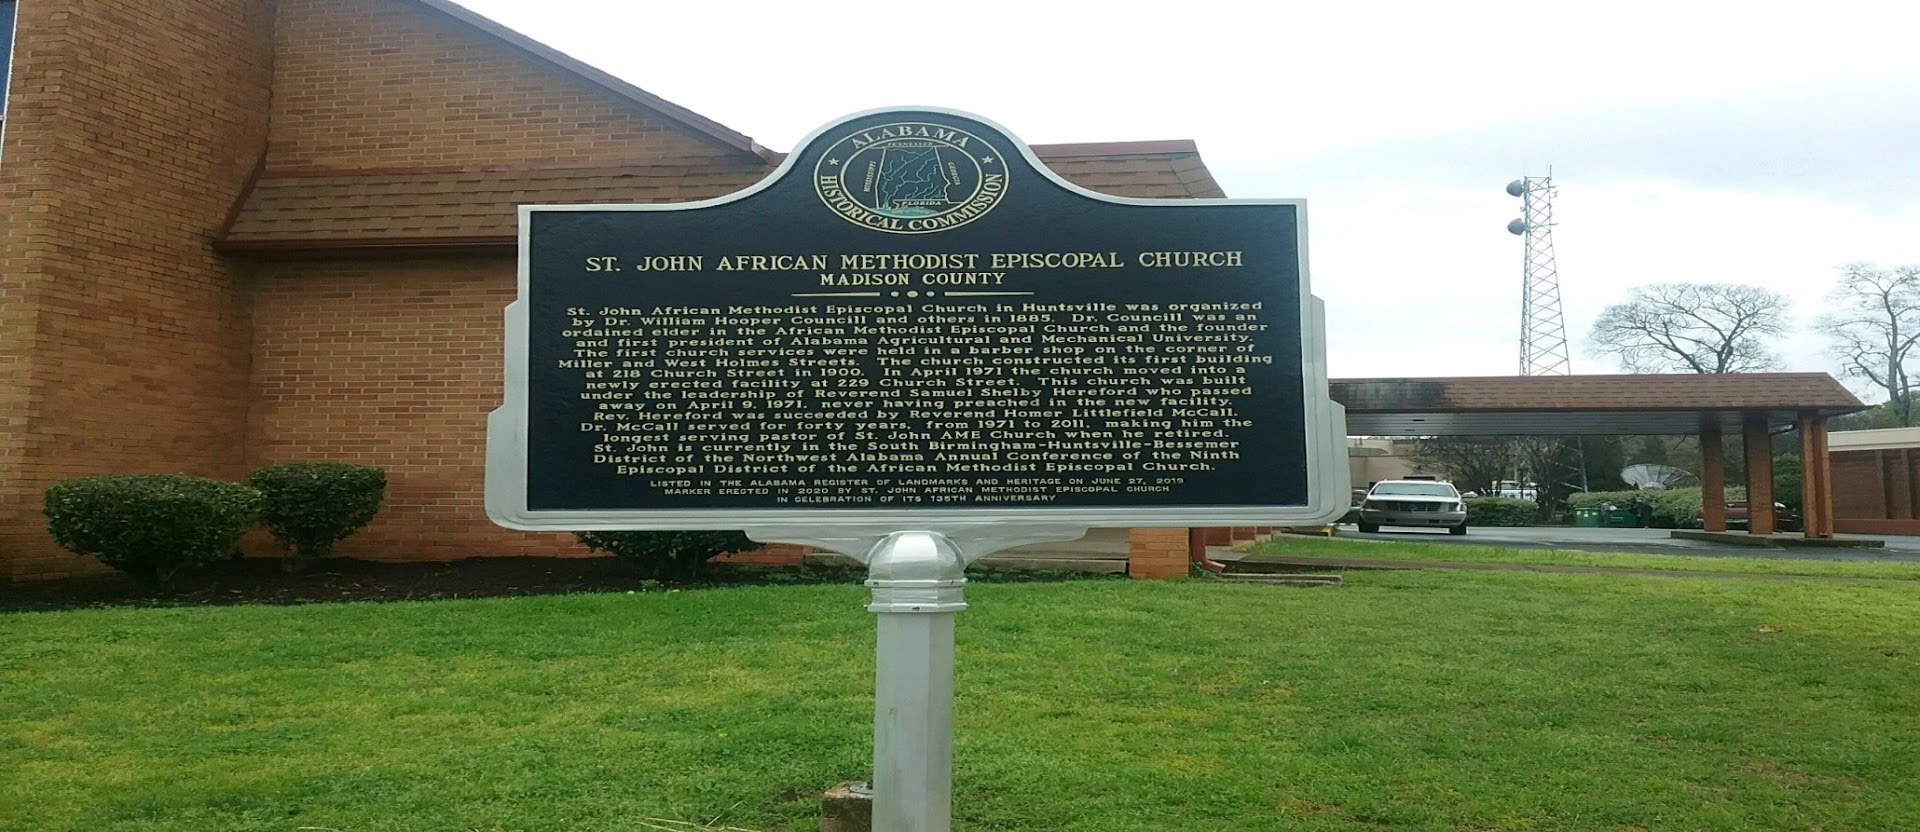 ALABAMA
TENNESSEE
MISSISSIPPI
GEORGIA
FLORIDA
HISTORICAL COMMISSION
ST. JOHN AFRICAN METHODIST EPISCOPAL CHURCH
MADISON COUNTY
St. John African Methodist Episcopal Church in Huntsville was organized
by Dr. William Hooper Councill and others in 1885. Dr. Councill was an
ordained elder in the African Methodist Episcopal Church and the founder
and first president of Alabama Agricultural and Mechanical University.
The first church services were held in a barber shop on the corner of
Miller and West Holmes Streets. The church constructed its first building
at 218 Church Street in 1900. In April 1971 the church moved into a
newly erected facility at 229 Church Street. This church was built
under the leadership of Reverend Samuel Shelby Hereford who passed
away on April 9, 1971, never having preached in the new facility.
Rev. Hereford was succeeded by Reverend Homer Littlefield McCall.
Dr. McCall served for forty years, from 1971 to 2011, making him the
longest serving pastor of St. John AME Church when he retired.
St. John is currently in the South Birmingham-Huntsville-Bessemer
District of the Northwest Alabama Annual Conference of the Ninth
Episcopal District of the African Methodist Episcopal Church.
LISTED IN THE ALABAMA REGISTER OF LANDMARKS AND HERITAGE ON JUNE 27, 2019
MARKER ERECTED IN 2020 BY ST. JOHN AFRICAN METHODIST EPISCOPAL CHURCH
IN CELEBRATION OF ITS 135TH ANNIVERSARY